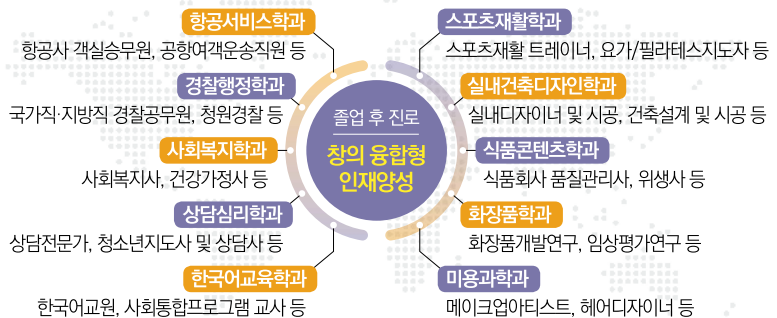 항공서비스학과
항공사 객실승무원, 공항여객운송직원 등
경찰행정학과
국가직·지방직 경찰공무원, 청원경찰 등
사회복지학과
사회복지사, 건강가정사 등
상담심리학과
상담전문가, 청소년지도사 및 상담사 등
한국어교육학과
한국어교원, 사회통합프로그램 교사 등
졸업 후 진로
창의 융합형
인재양성
스포츠재활학과
스포츠재활 트레이너, 요가/필라테스지도자 등
실내건축디자인학과
실내디자이너 및 시공, 건축설계 및 시공 등
식품콘텐츠학과
식품회사 품질관리사, 위생사 등
화장품학과
화장품개발연구, 임상평가연구 등
미용과학과
메이크업아티스트, 헤어디자이너 등